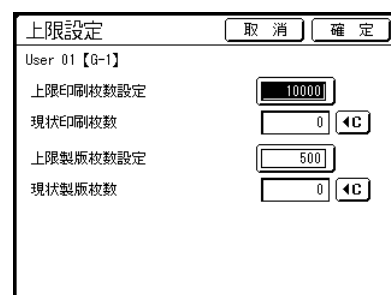 上限設定 取 消 確 定
User 01【G-1】
上限印刷枚数設定 10000
現状印刷枚数 0 ◀C
上限製版枚数設定 500
現状製版枚数 0 ◀C